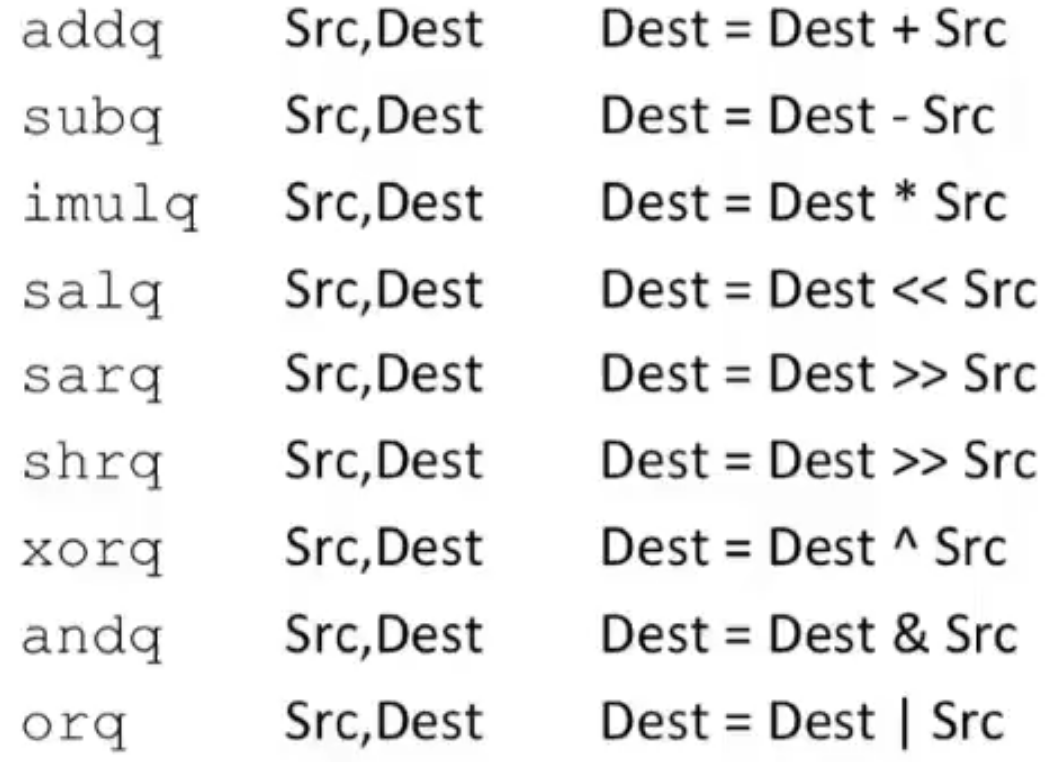 addq Src,Dest Dest = Dest + Src
subq Src,Dest Dest = Dest - Src
imulq Src,Dest Dest = Dest * Src
salq Src,Dest Dest = Dest << Src
sarq Src,Dest Dest = Dest >> Src
shrq Src,Dest Dest = Dest >> Src
xorq Src,Dest Dest = Dest ^ Src
andq Src,Dest Dest = Dest & Src
orq Src,Dest Dest = Dest | Src